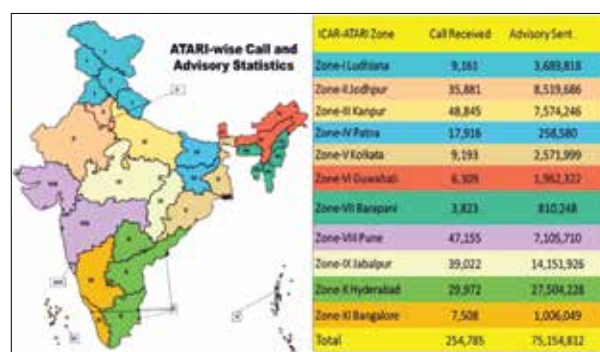 ATARI-wise Call and
Advisory Statistics
ICAR-ATARI Zone Call Received Advisory Sent
Zone-I Ludhiana 9,161 3,683,818
Zone-II Jodhpur 35,881 8,519,686
Zone-III Kanpur 48,845 7,574,246
Zone-IV Patna 17,916 258,580
Zone-V Kolkata 9,193 2,571,999
Zone-VI Guwahati 6,309 1,962,322
Zone-VII Barapani 3,823 810,248
Zone-VIII Pune 47,155 7,105,710
Zone-IX Jabalpur 39,022 14,151,926
Zone-X Hyderabad 29,972 27,504,228
Zone-XI Bangalore 7,508 1,006,049
Total 254,785 75,154,812